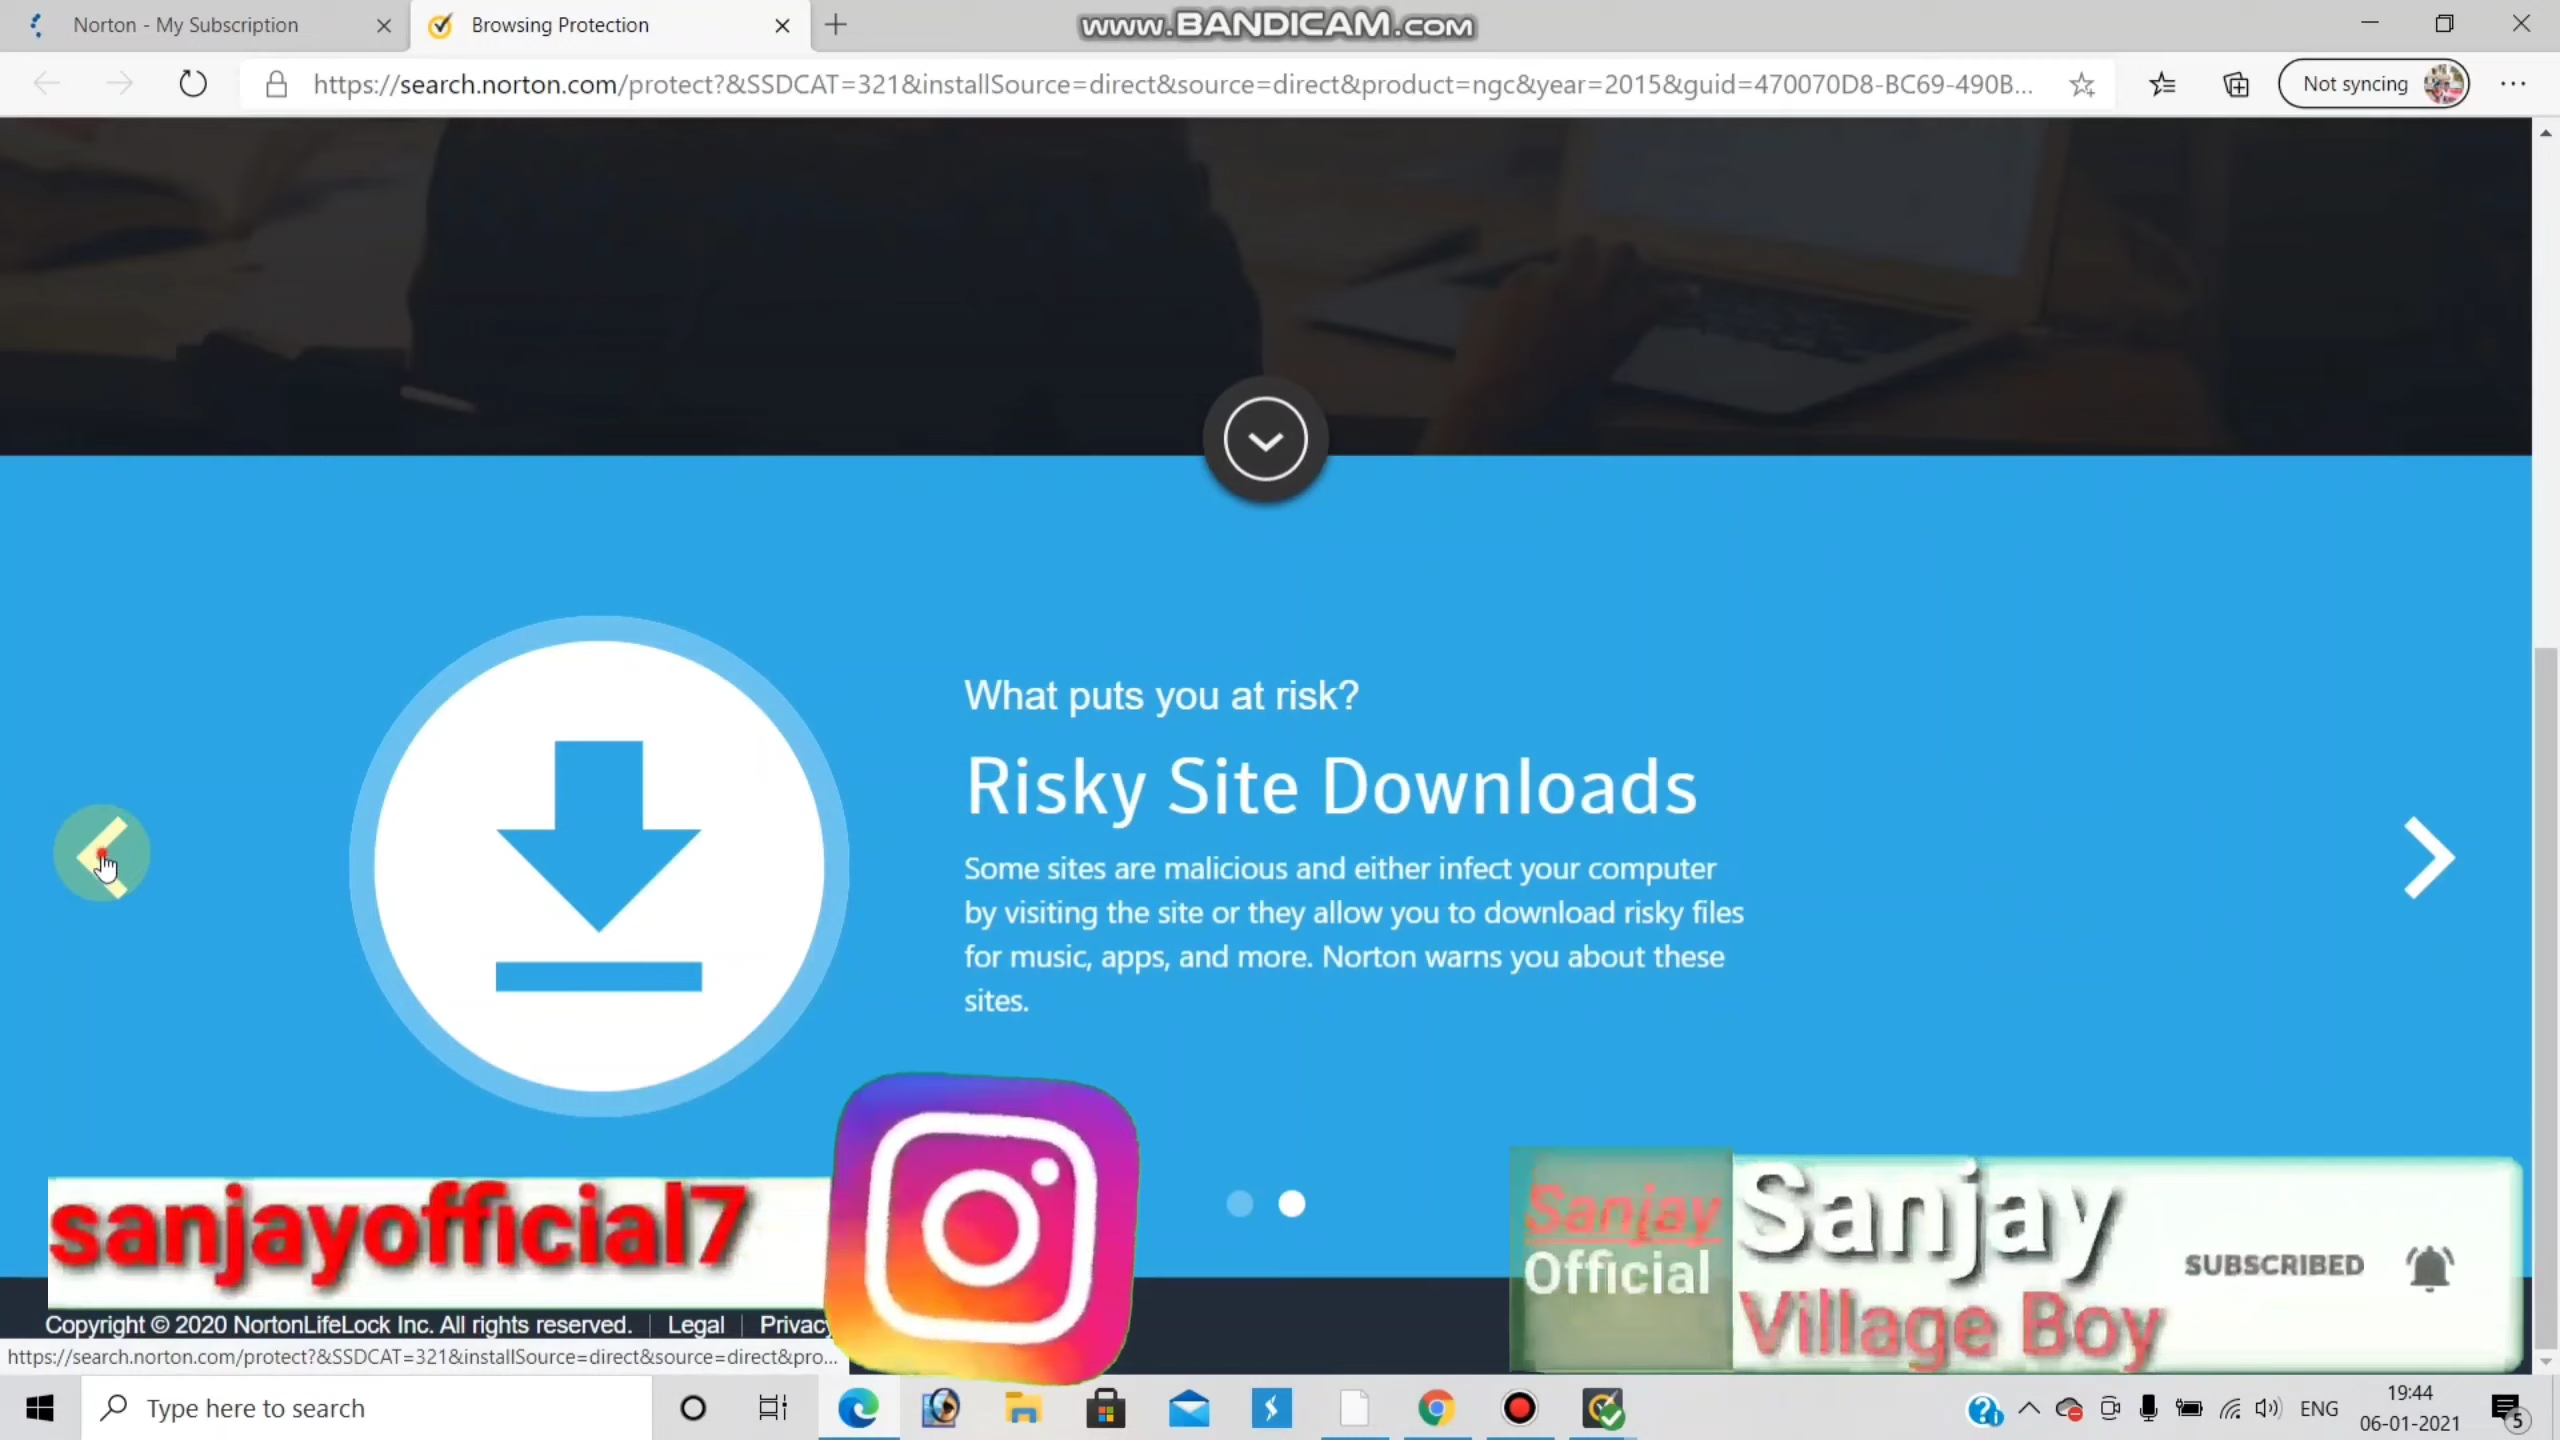 Norton - My Subscription
Browsing Protection
www.BANDICAM.com
https://search.norton.com/protect?&SSDCAT=321&installSource=direct&source=direct&product=ngc&year=2015&guid=470070D8-BC69-490B...
Not syncing
What puts you at risk?
Risky Site Downloads
Some sites are malicious and either infect your computer
by visiting the site or they allow you to download risky files
for music, apps, and more. Norton warns you about these
sites.
sanjayofficial7
Sanjay
Official
Sanjay
Village Boy
SUBSCRIBED
Copyright © 2020 NortonLifeLock Inc. All rights reserved. | Legal | Privacy
https://search.norton.com/protect?&SSDCAT=321&installSource=direct&source=direct&pro...
Type here to search
ENG
19:44
06-01-2021
5